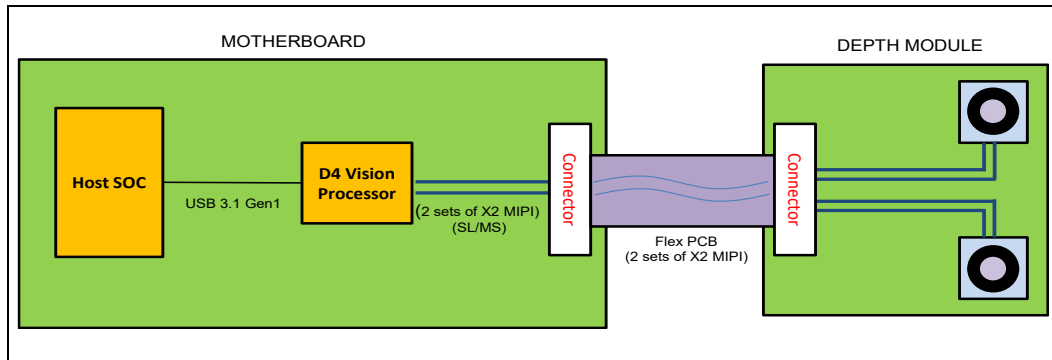 MOTHERBOARD
DEPTH MODULE
Host SOC
USB 3.1 Gen1
D4 Vision
Processor
(2 sets of X2 MIPI)
(SL/MS)
Connector
Flex PCB
(2 sets of X2 MIPI)
Connector